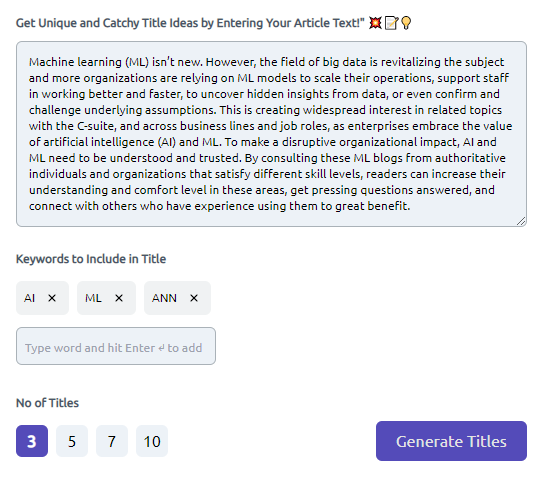 Get Unique and Catchy Title Ideas by Entering Your Article Text!" 💥📝💡
Machine learning (ML) isn't new. However, the field of big data is revitalizing the subject
and more organizations are relying on ML models to scale their operations, support staff
in working better and faster, to uncover hidden insights from data, or even confirm and
challenge underlying assumptions. This is creating widespread interest in related topics
with the C-suite, and across business lines and job roles, as enterprises embrace the value
of artificial intelligence (AI) and ML. To make a disruptive organizational impact, AI and
ML need to be understood and trusted. By consulting these ML blogs from authoritative
individuals and organizations that satisfy different skill levels, readers can increase their
understanding and comfort level in these areas, get pressing questions answered, and
connect with others who have experience using them to great benefit.
Keywords to Include in Title
AI × ML × ANN ×
Type word and hit Enter ↵ to add
No of Titles
3 5 7 10 Generate Titles